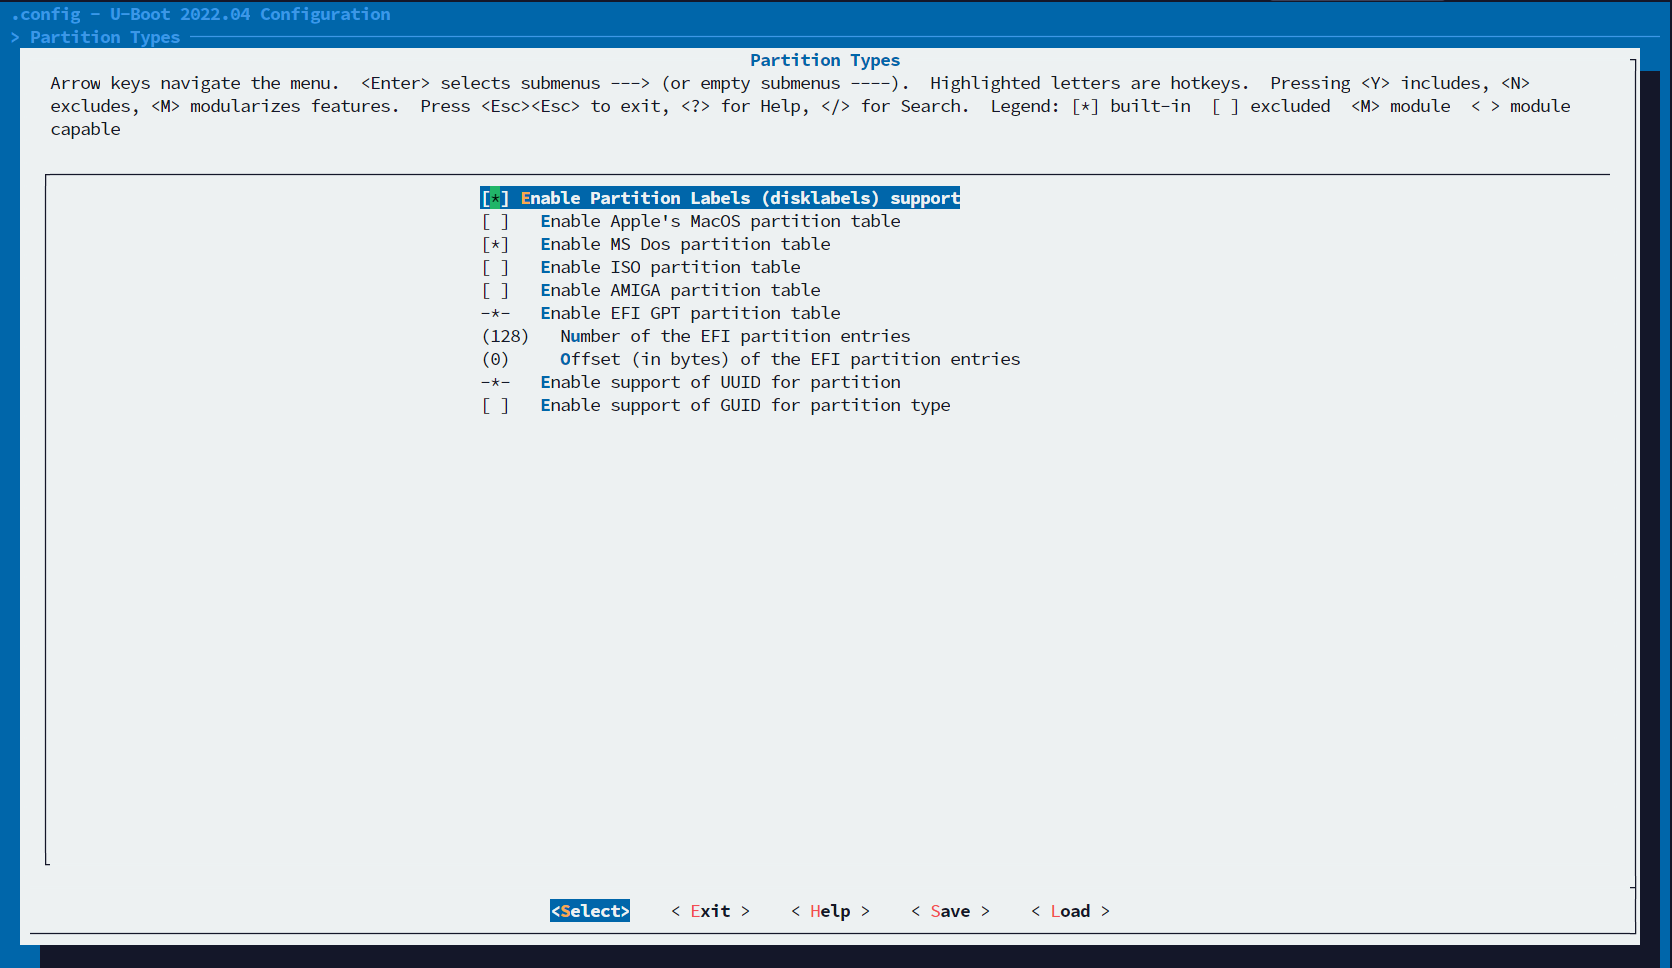 .config - U-Boot 2022.04 Configuration
> Partition Types
Partition Types
Arrow keys navigate the menu.  <Enter> selects submenus ---> (or empty submenus ----).  Highlighted letters are hotkeys.  Pressing <Y> includes, <N>
excludes, <M> modularizes features.  Press <Esc><Esc> to exit, <?> for Help, </> for Search.  Legend: [*] built-in  [ ] excluded  <M> module  < > module
capable
[*] Enable Partition Labels (disklabels) support
[ ]   Enable Apple's MacOS partition table
[*]   Enable MS Dos partition table
[ ]   Enable ISO partition table
[ ]   Enable AMIGA partition table
-*-   Enable EFI GPT partition table
(128)   Number of the EFI partition entries
(0)     Offset (in bytes) of the EFI partition entries
-*-   Enable support of UUID for partition
[ ]   Enable support of GUID for partition type
<Select>    < Exit >    < Help >    < Save >    < Load >